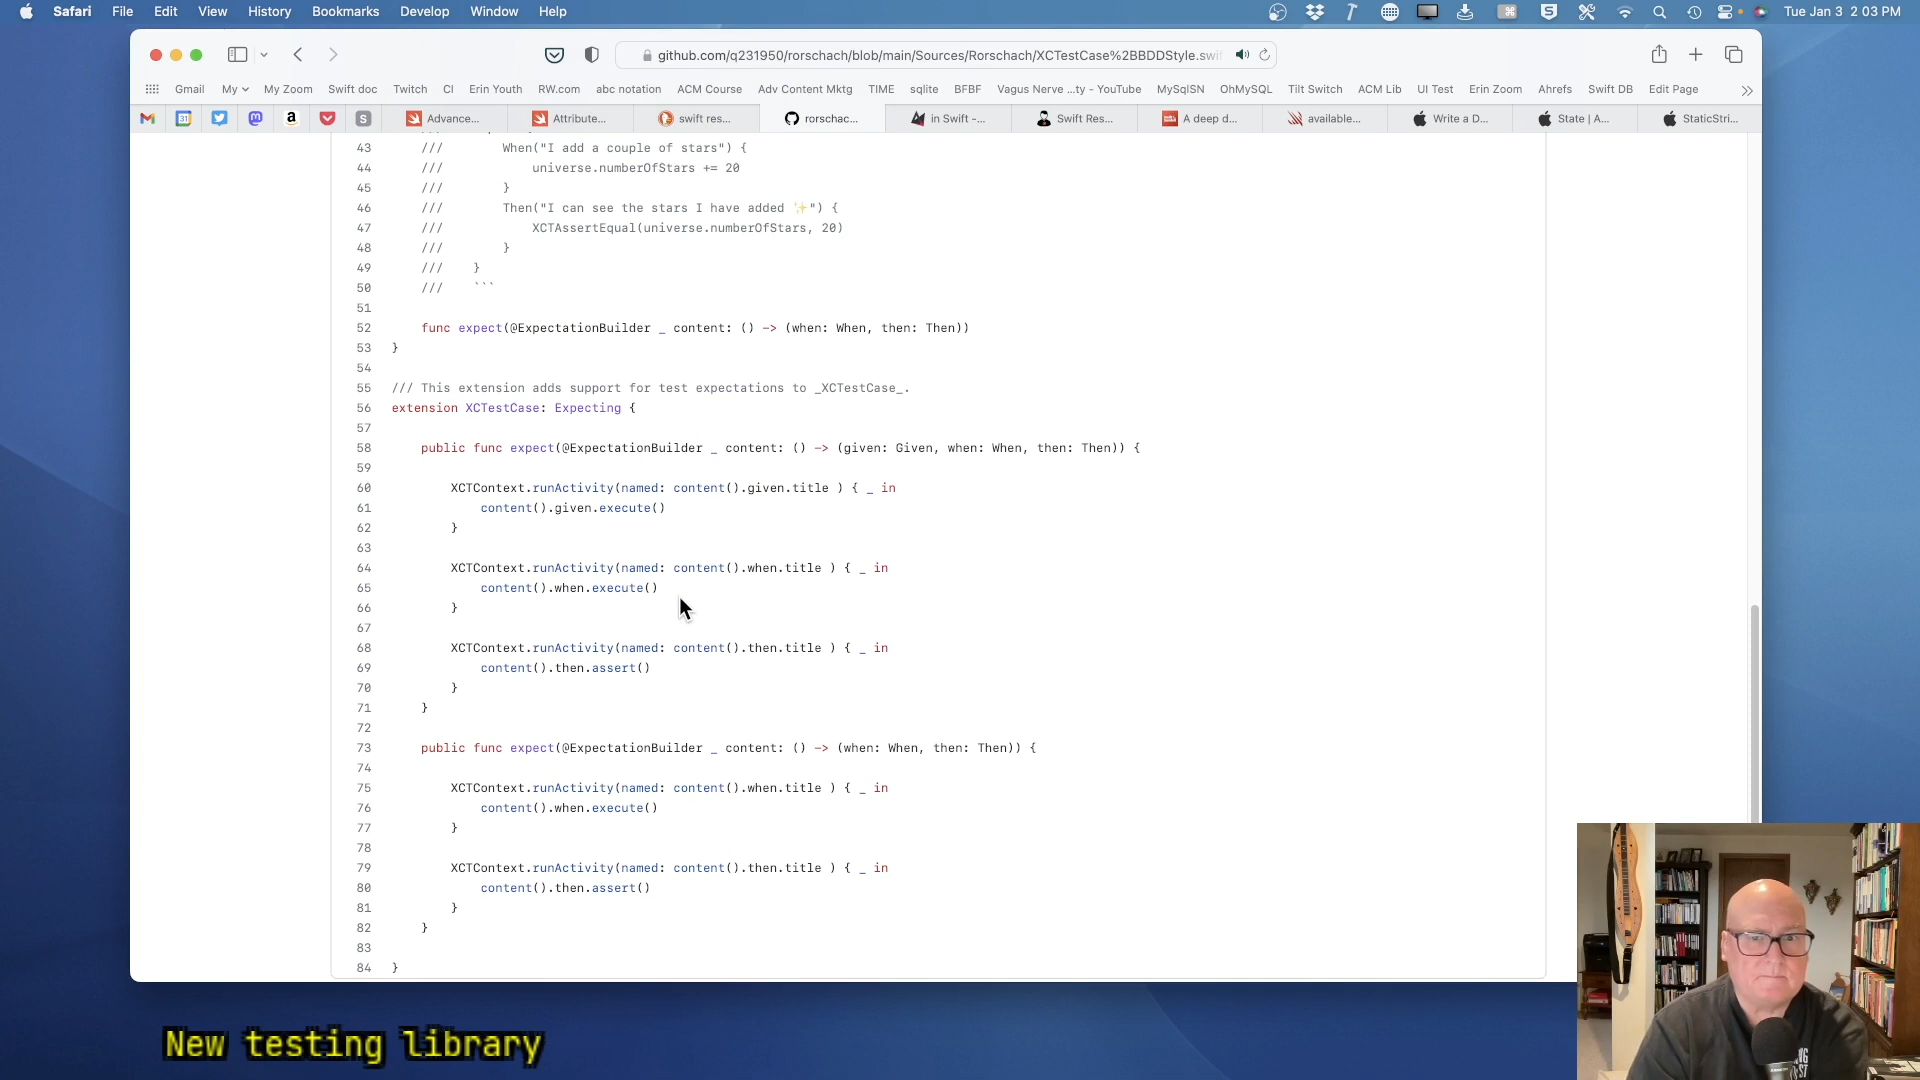 Safari File Edit View History Bookmarks Develop Window Help Tue Jan 3 2:03 PM
github.com/q231950/rorschach/blob/main/Sources/Rorschach/XCTestCase%2BBDDStyle.swi
Gmail My My Zoom Swift doc Twitch CI Erin Youth RW.com abc notation ACM Course Adv Content Mktg TIME sqlite BFBF Vagus Nerve ...ty - YouTube MySqlSN OhMySQL Tilt Switch ACM Lib UI Test Erin Zoom Ahrefs Swift DB Edit Page
Advance... Attribute... swift res... rorschac... in Swift -... Swift Res... A deep d... available... Write a D... State | A... StaticStri...
43 /// When("I add a couple of stars") {
44 /// universe.numberOfStars += 20
45 /// }
46 /// Then("I can see the stars I have added ✨") {
47 /// XCTAssertEqual(universe.numberOfStars, 20)
48 /// }
49 /// }
50 /// ```
51
52 func expect(@ExpectationBuilder _ content: () -> (when: When, then: Then))
53 }
54
55 /// This extension adds support for test expectations to _XCTestCase_.
56 extension XCTestCase: Expecting {
57
58 public func expect(@ExpectationBuilder _ content: () -> (given: Given, when: When, then: Then)) {
59
60 XCTContext.runActivity(named: content().given.title ) { _ in
61 content().given.execute()
62 }
63
64 XCTContext.runActivity(named: content().when.title ) { _ in
65 content().when.execute()
66 }
67
68 XCTContext.runActivity(named: content().then.title ) { _ in
69 content().then.assert()
70 }
71 }
72
73 public func expect(@ExpectationBuilder _ content: () -> (when: When, then: Then)) {
74
75 XCTContext.runActivity(named: content().when.title ) { _ in
76 content().when.execute()
77 }
78
79 XCTContext.runActivity(named: content().then.title ) { _ in
80 content().then.assert()
81 }
82 }
83
84 }
New testing library